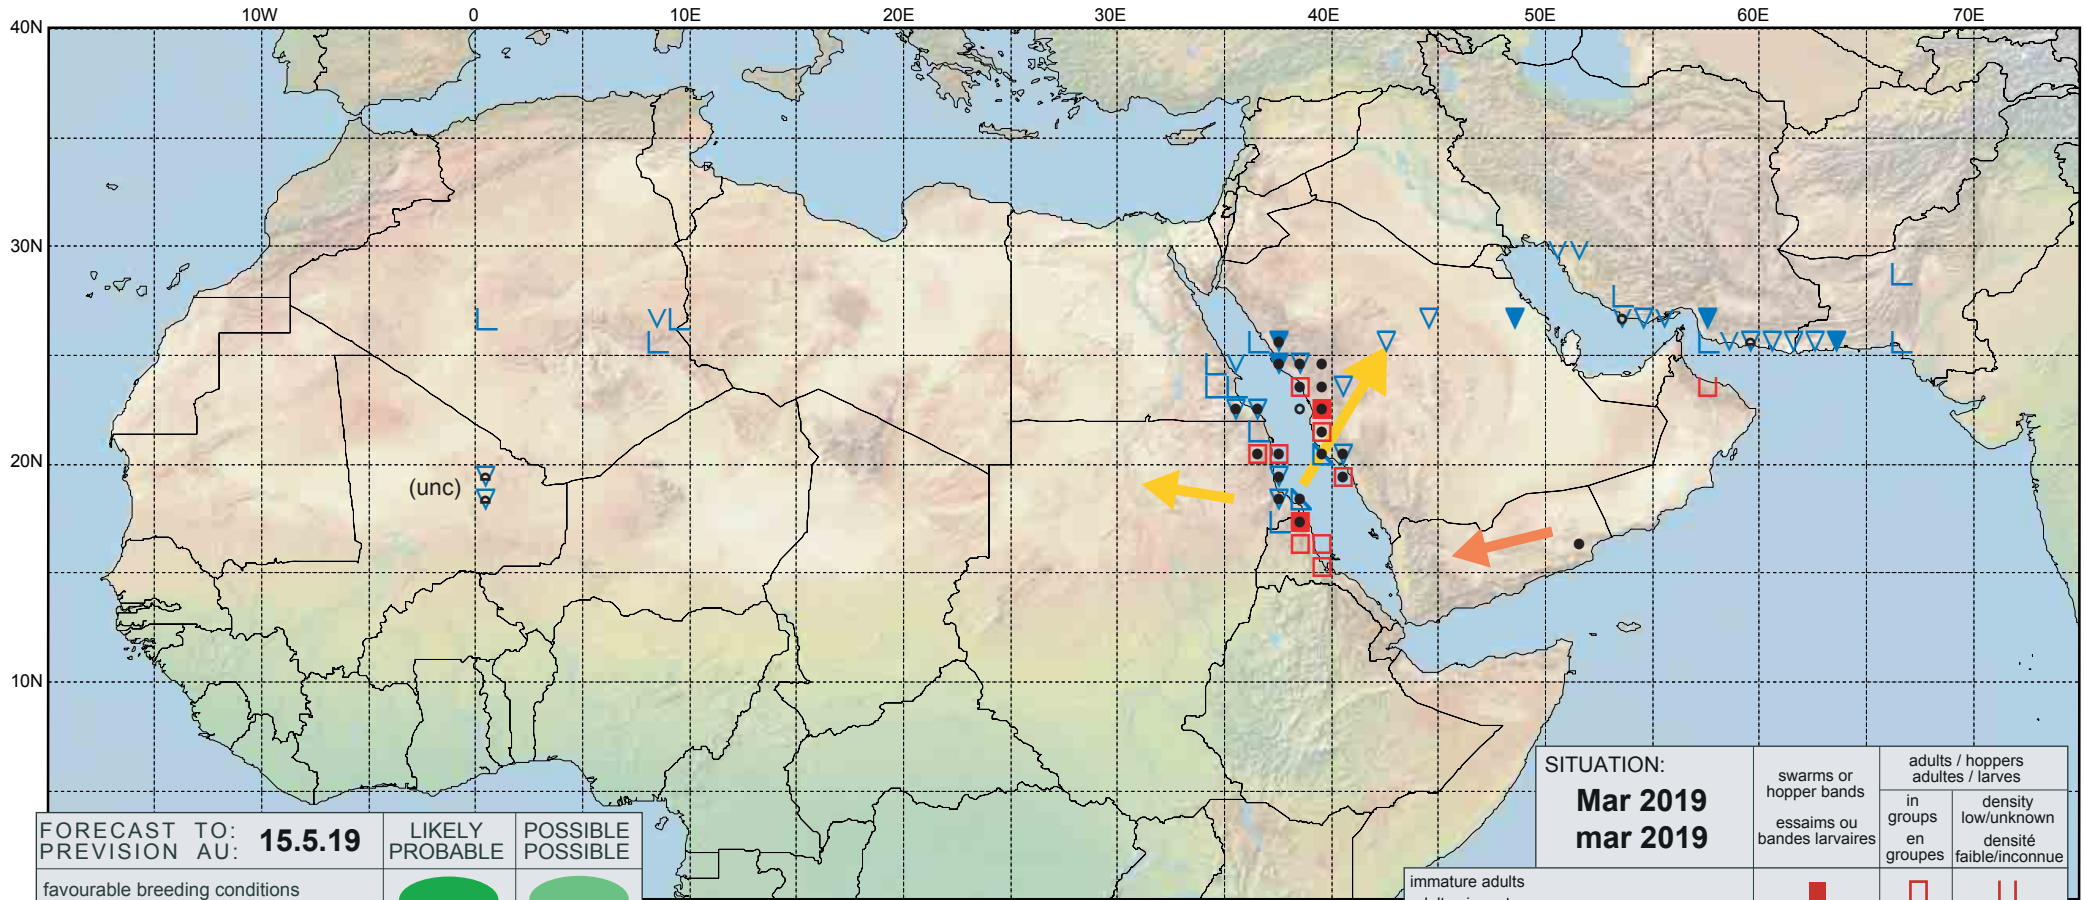 10W 0 10E 20E 30E 40E 50E 60E 70E
40N
30N
20N
10N
(unc)
FORECAST TO: 15.5.19
PREVISION AU:
LIKELY
PROBABLE
POSSIBLE
POSSIBLE
favourable breeding conditions
SITUATION:
Mar 2019
mar 2019
swarms or
hopper bands
essaims ou
bandes larvaires
adults / hoppers
adultes / larves
in
groups
en
groupes
density
low/unknown
densité
faible/inconnue
immature adults